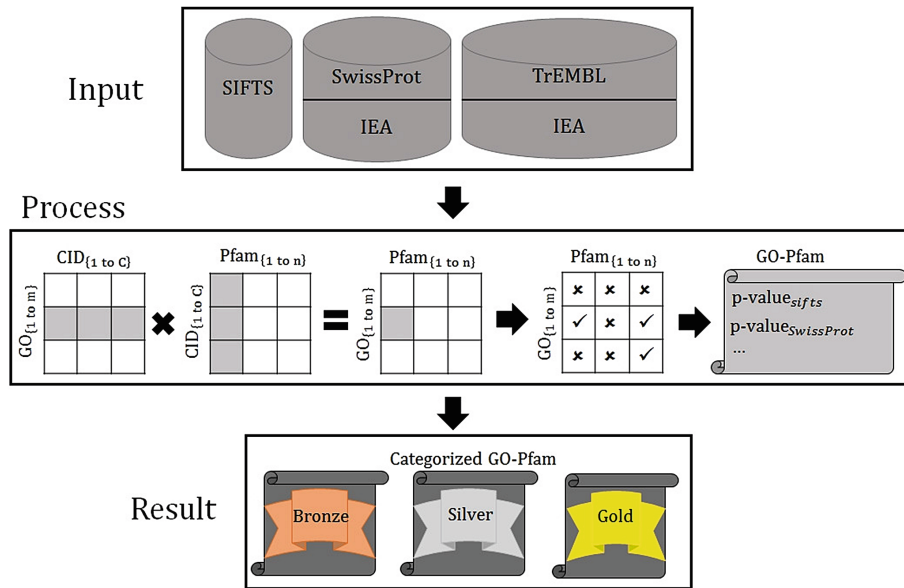 Input
SIFTS
SwissProt
IEA
TrEMBL
IEA
Process
CID{1 to C}
GO{1 to m}
✖
Pfam{1 to n}
CID{1 to C}
=
Pfam{1 to n}
GO{1 to m}
Pfam{1 to n}
GO{1 to m}
✘ ✘ ✘
✓ ✘ ✓
✘ ✘ ✓
GO-Pfam
p-valuesifts
p-valueSwissProt
...
Result
Categorized GO-Pfam
Bronze
Silver
Gold